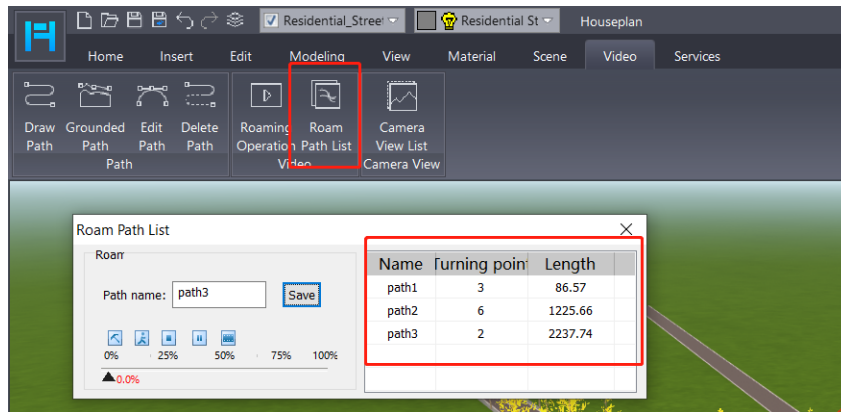 Residential_Street Residential St Houseplan
Home Insert Edit Modeling View Material Scene Video Services
Draw Path
Grounded Path
Edit Path
Delete Path
Roaming Operation
Roam Path List
Camera View List
Path Video Camera View
Roam Path List
Roam
Path name: path3 Save
0% 25% 50% 75% 100%
0.0%
Name Turning point Length
path1 3 86.57
path2 6 1225.66
path3 2 2237.74